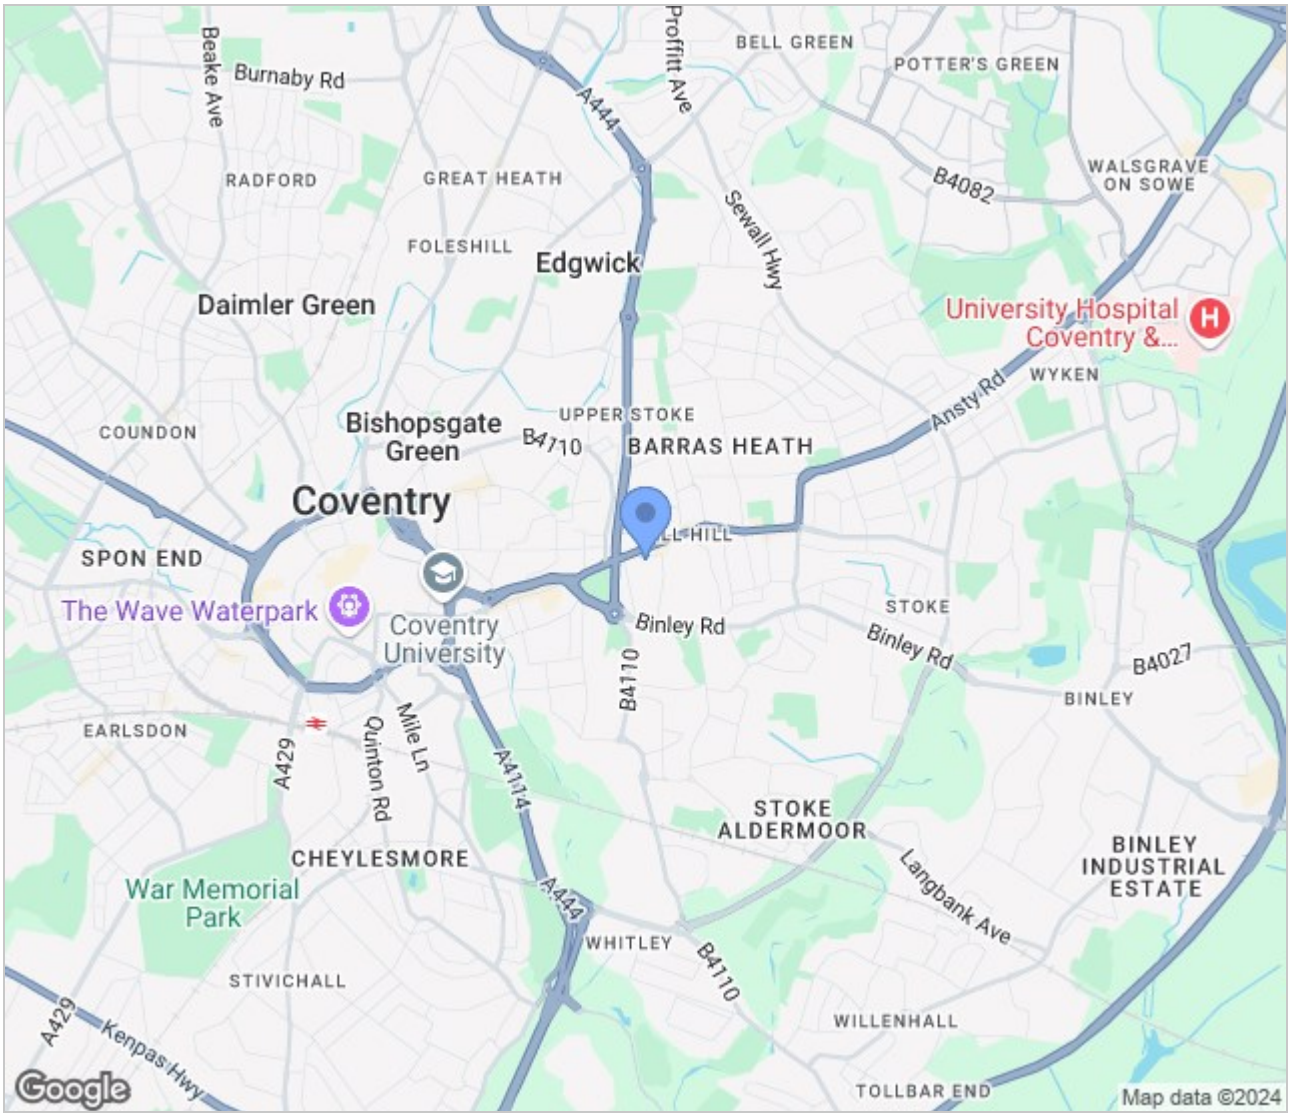 BELL GREEN
POTTER'S GREEN
Beake Ave
Burnaby Rd
Proffitt Ave
A444
WALSGRAVE
ON SOWE
B4082
RADFORD
GREAT HEATH
Sewall Hwy
FOLESHILL
Edgwick
Daimler Green
University Hospital
Coventry &...
H
WYKEN
Ansty Rd
UPPER STOKE
Bishopsgate
Green
COUNDON
B4110
BARRAS HEATH
Coventry
LL HILL
SPON END
The Wave Waterpark
Coventry
University
STOKE
Binley Rd
Binley Rd
B4027
B4110
BINLEY
EARLSDON
A429
Quinton Rd
Mile Ln
A4114
STOKE
ALDERMOOR
CHEYLESMORE
BINLEY
INDUSTRIAL
ESTATE
War Memorial
Park
A444
Langbank Ave
WHITLEY
B4110
STIVICHALL
A429
Kenpas Hwy
WILLENHALL
TOLLBAR END
Google
Map data ©2024